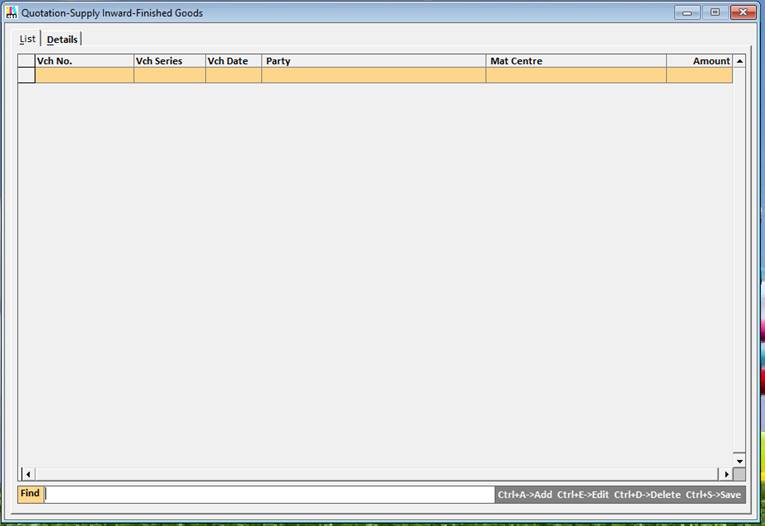 Quotation-Supply Inward-Finished Goods
List Details
Vch No. Vch Series Vch Date Party Mat Centre Amount
Find Ctrl+A->Add Ctrl+E->Edit Ctrl+D->Delete Ctrl+S->Save